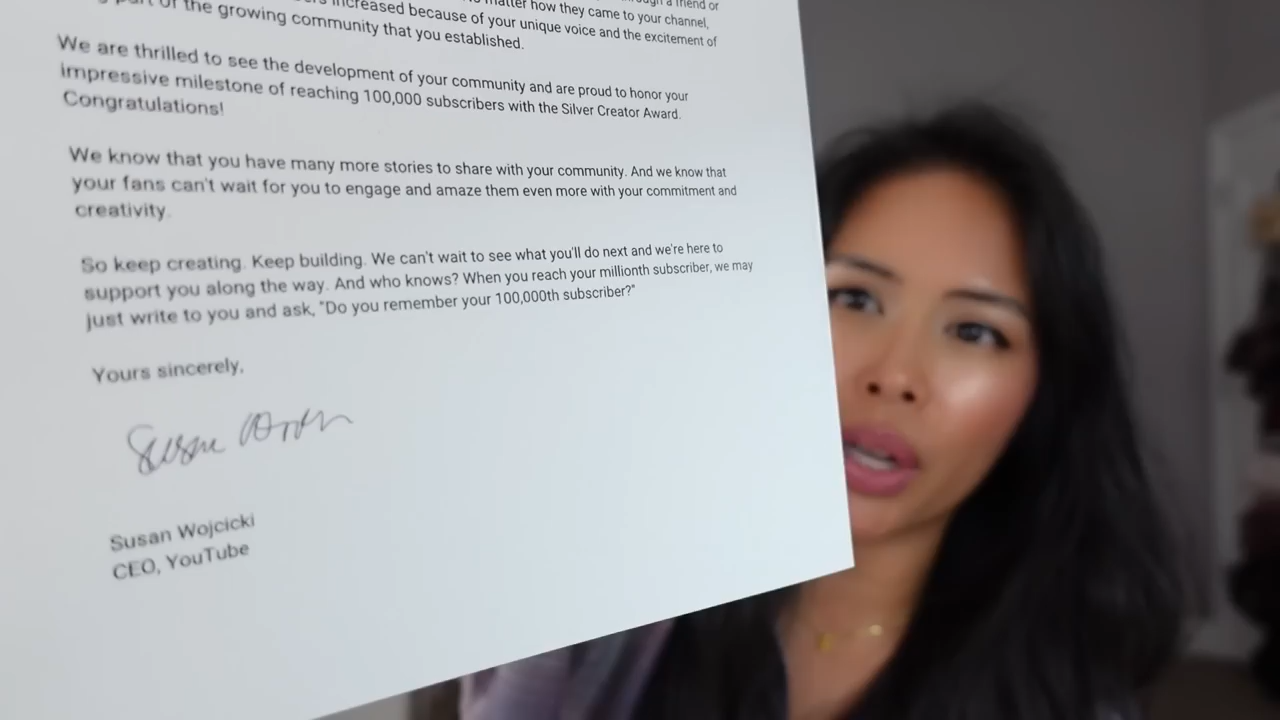 matter how they came to your channel,
part of the growing community that you established.
increased because of your unique voice and the excitement of
We are thrilled to see the development of your community and are proud to honor your
impressive milestone of reaching 100,000 subscribers with the Silver Creator Award.
Congratulations!
We know that you have many more stories to share with your community. And we know that
your fans can't wait for you to engage and amaze them even more with your commitment and
creativity.
So keep creating. Keep building. We can't wait to see what you'll do next and we're here to
support you along the way. And who knows? When you reach your millionth subscriber, we may
just write to you and ask, "Do you remember your 100,000th subscriber?"
Yours sincerely,
Susan Wojcicki
CEO, YouTube